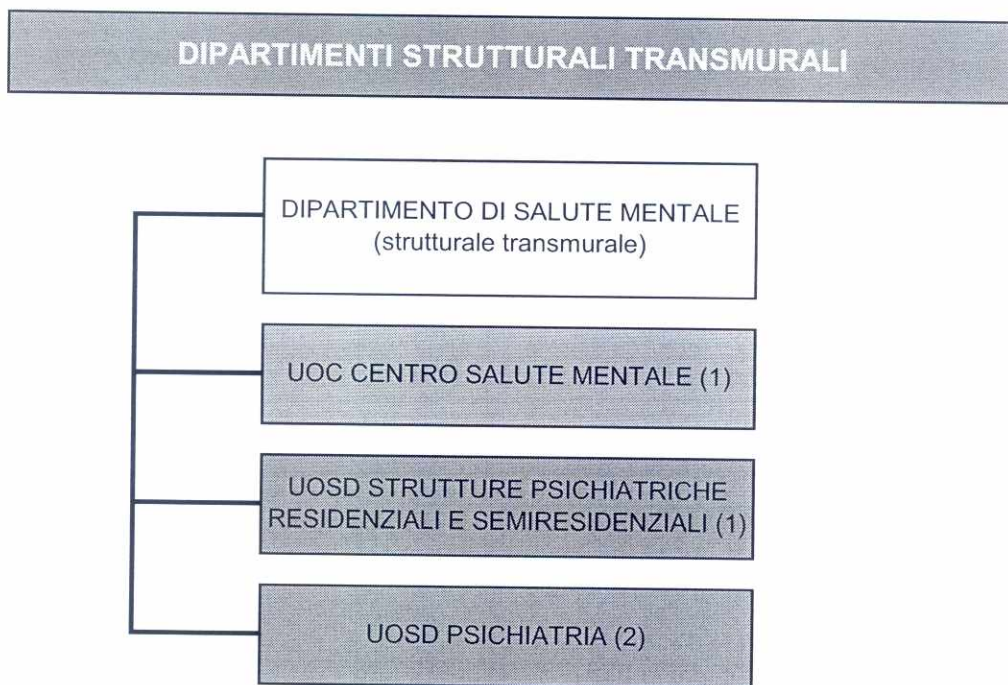 DIPARTIMENTI STRUTTURALI TRANSMURALI
DIPARTIMENTO DI SALUTE MENTALE
(strutturale transmurale)
UOC CENTRO SALUTE MENTALE (1)
UOSD STRUTTURE PSICHIATRICHE
RESIDENZIALI E SEMIRESIDENZIALI (1)
UOSD PSICHIATRIA (2)